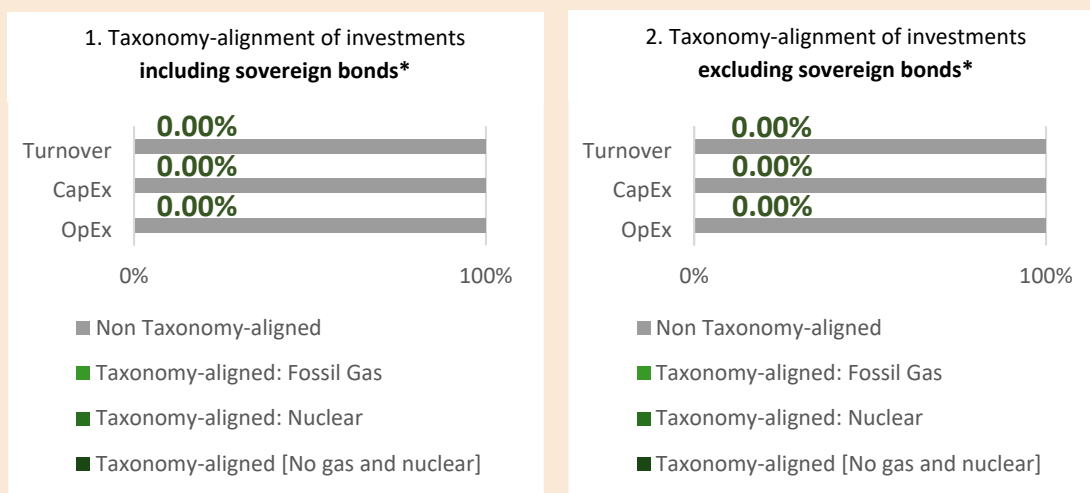 1. Taxonomy-alignment of investments
including sovereign bonds*
0.00%
Turnover
0.00%
CapEx
0.00%
OpEx
0% 100%
Non Taxonomy-aligned
Taxonomy-aligned: Fossil Gas
Taxonomy-aligned: Nuclear
Taxonomy-aligned [No gas and nuclear]
2. Taxonomy-alignment of investments
excluding sovereign bonds*
0.00%
Turnover
0.00%
CapEx
0.00%
OpEx
0% 100%
Non Taxonomy-aligned
Taxonomy-aligned: Fossil Gas
Taxonomy-aligned: Nuclear
Taxonomy-aligned [No gas and nuclear]